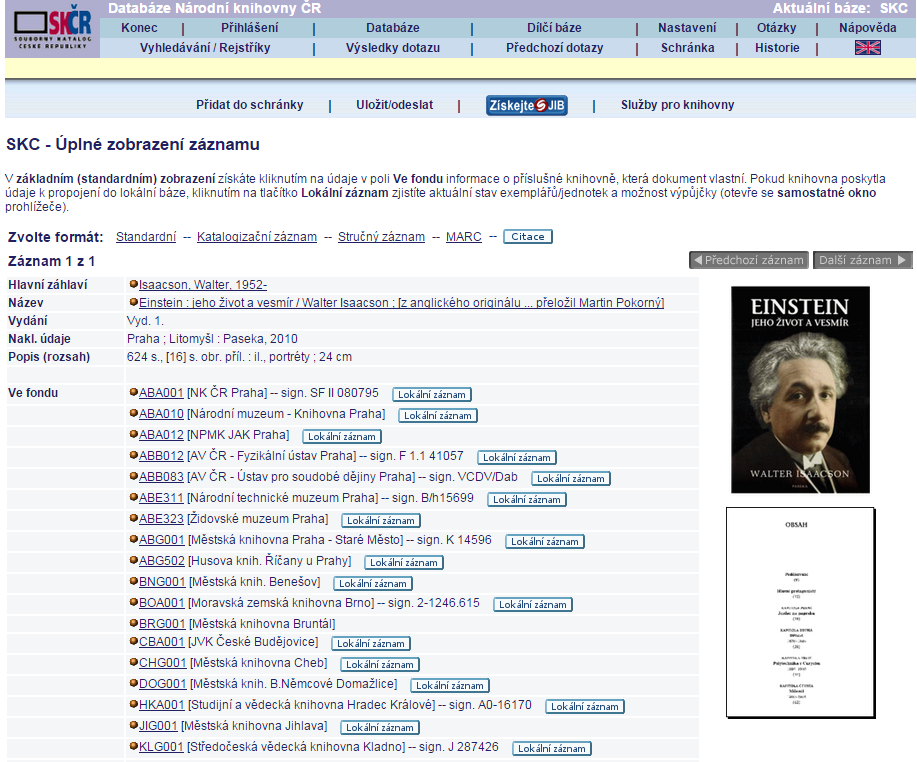 SKČR
SOUBORNÝ KATALOG
ČESKÉ REPUBLIKY
Databáze Národní knihovny ČR
Aktuální báze: SKC
Konec | Přihlášení | Databáze | Dílčí báze | Nastavení | Otázky | Nápověda
Vyhledávání / Rejstříky | Výsledky dotazu | Předchozí dotazy | Schránka | Historie |
Přidat do schránky | Uložit/odeslat | Získejte JIB | Služby pro knihovny
SKC - Úplné zobrazení záznamu
V základním (standardním) zobrazení získáte kliknutím na údaje v poli Ve fondu informace o příslušné knihovně, která dokument vlastní. Pokud knihovna poskytla
údaje k propojení do lokální báze, kliknutím na tlačítko Lokální záznam zjistíte aktuální stav exemplářů/jednotek a možnost výpůjčky (otevře se samostatné okno
prohlížeče).
Zvolte formát: Standardní -- Katalogizační záznam -- Stručný záznam -- MARC -- Citace
Záznam 1 z 1
Předchozí záznam Další záznam
Hlavní záhlaví Isaacson, Walter, 1952-
Název Einstein : jeho život a vesmír / Walter Isaacson ; [z anglického originálu ... přeložil Martin Pokorný]
Vydání Vyd. 1.
Nakl. údaje Praha ; Litomyšl : Paseka, 2010
Popis (rozsah) 624 s., [16] s. obr. příl. : il., portréty ; 24 cm
Ve fondu ABA001 [NK ČR Praha] -- sign. SF II 080795 Lokální záznam
ABA010 [Národní muzeum - Knihovna Praha] Lokální záznam
ABA012 [NPMK JAK Praha] Lokální záznam
ABB012 [AV ČR - Fyzikální ústav Praha] -- sign. F 1.1 41057 Lokální záznam
ABB083 [AV ČR - Ústav pro soudobé dějiny Praha] -- sign. VCDV/Dab Lokální záznam
ABE311 [Národní technické muzeum Praha] -- sign. B/h15699 Lokální záznam
ABE323 [Židovské muzeum Praha] Lokální záznam
ABG001 [Městská knihovna Praha - Staré Město] -- sign. K 14596 Lokální záznam
ABG502 [Husova knih. Říčany u Prahy] Lokální záznam
BNG001 [Městská knih. Benešov] Lokální záznam
BOA001 [Moravská zemská knihovna Brno] -- sign. 2-1246.615 Lokální záznam
BRG001 [Městská knihovna Bruntál]
CBA001 [JVK České Budějovice] Lokální záznam
CHG001 [Městská knihovna Cheb] Lokální záznam
DOG001 [Městská knih. B.Němcové Domažlice] Lokální záznam
HKA001 [Studijní a vědecká knihovna Hradec Králové] -- sign. A0-16170 Lokální záznam
JIG001 [Městská knihovna Jihlava] Lokální záznam
KLG001 [Středočeská vědecká knihovna Kladno] -- sign. J 287426 Lokální záznam
EINSTEIN
JEHO ŽIVOT A VESMÍR
WALTER ISAACSON
OBSAH